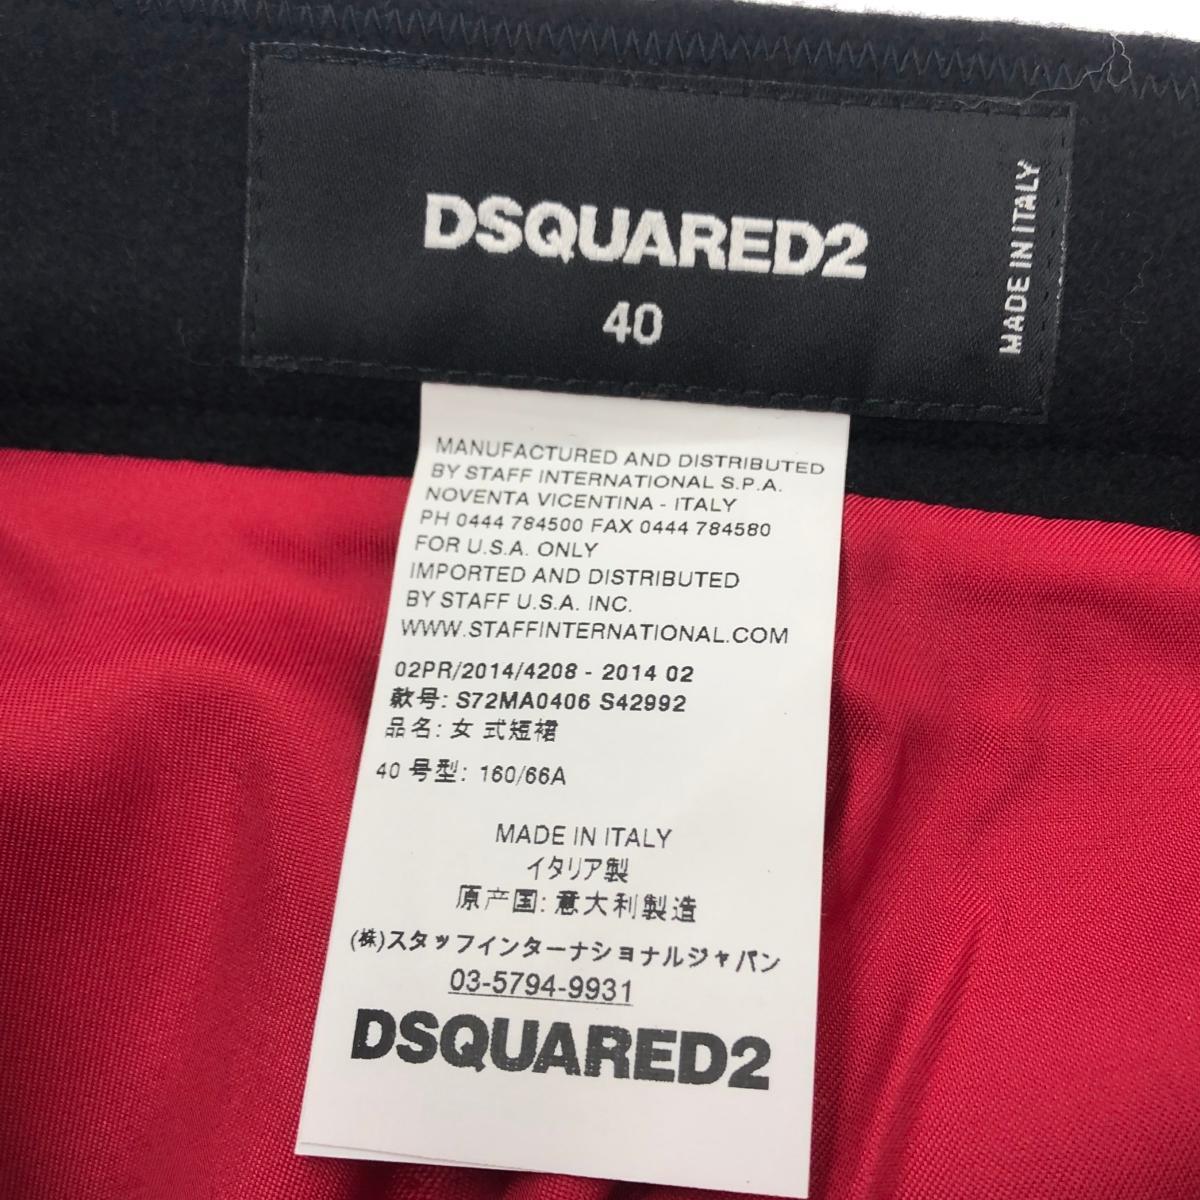 DSQUARED2
40
MADE IN ITALY
MANUFACTURED AND DISTRIBUTED
BY STAFF INTERNATIONAL S.P.A.
NOVENTA VICENTINA - ITALY
PH 0444 784500 FAX 0444 784580
FOR U.S.A. ONLY
IMPORTED AND DISTRIBUTED
BY STAFF U.S.A. INC.
WWW.STAFFINTERNATIONAL.COM
02PR/2014/4208 - 2014 02
款号: S72MA0406 S42992
品名: 女 式短裙
40 号型: 160/66A
MADE IN ITALY
イタリア製
原产国: 意大利製造
(株)スタッフインターナショナルジャパン
03-5794-9931
DSQUARED2